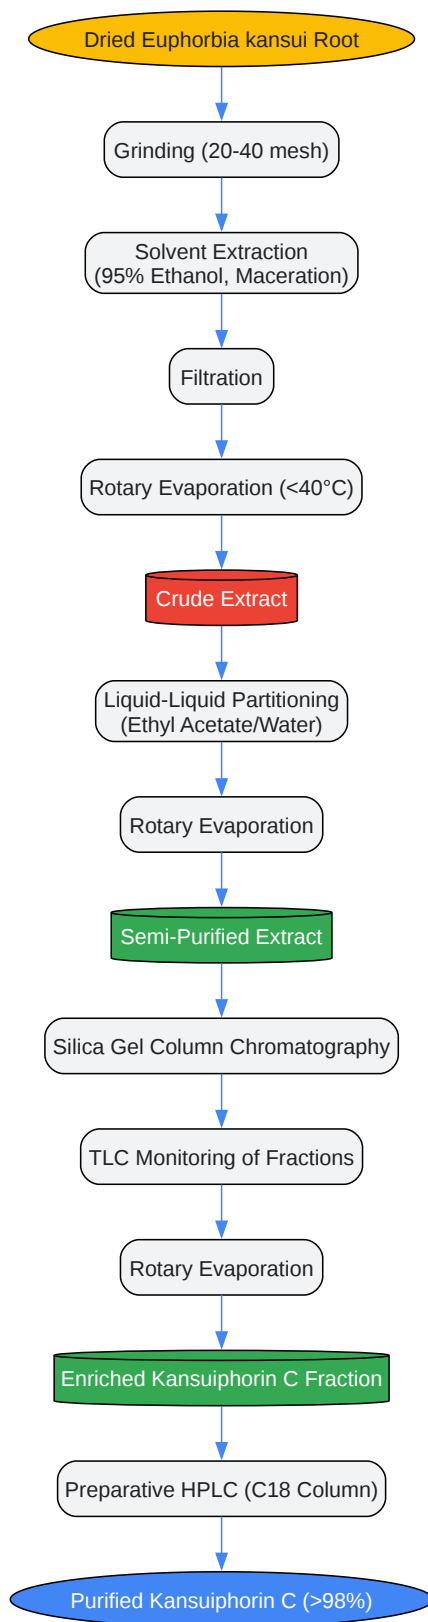 Dried Euphorbia kansui Root
Grinding (20-40 mesh)
Solvent Extraction
(95% Ethanol, Maceration)
Filtration
Rotary Evaporation (<40°C)
Crude Extract
Liquid-Liquid Partitioning
(Ethyl Acetate/Water)
Rotary Evaporation
Semi-Purified Extract
Silica Gel Column Chromatography
TLC Monitoring of Fractions
Rotary Evaporation
Enriched Kansuiphorin C Fraction
Preparative HPLC (C18 Column)
Purified Kansuiphorin C (>98%)